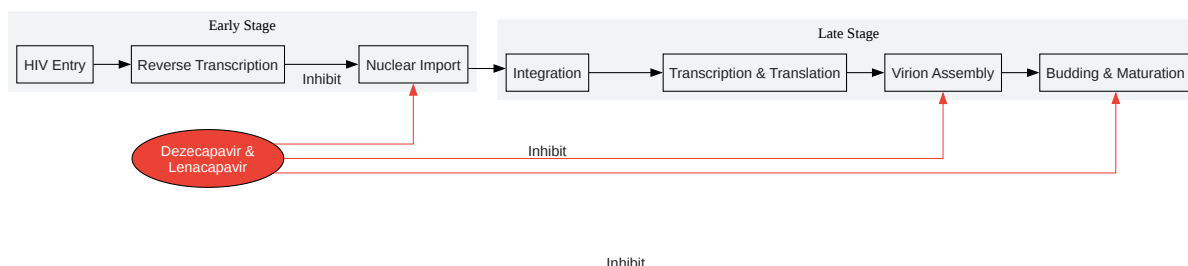 Early Stage
Late Stage
HIV Entry
Reverse Transcription
Inhibit
Nuclear Import
Integration
Transcription & Translation
Virion Assembly
Budding & Maturation
Dezecapavir &
Lenacapavir
Inhibit
Inhibit